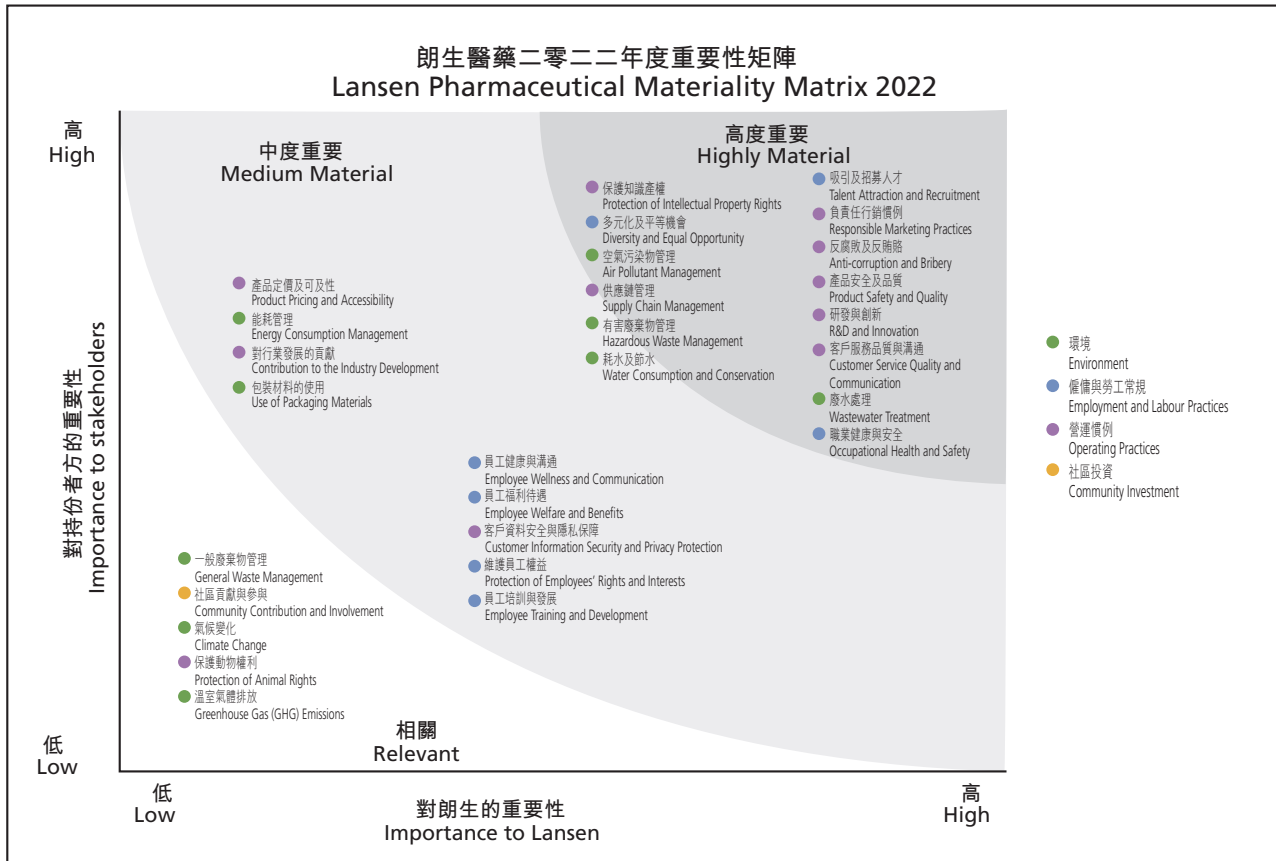 朗生醫藥二零二二年度重要性矩陣
Lansen Pharmaceutical Materiality Matrix 2022
高
High
對持份者方的重要性
Importance to stakeholders
低
Low
中度重要
Medium Material
高度重要
Highly Material
產品定價及可及性
Product Pricing and Accessibility
能耗管理
Energy Consumption Management
對行業發展的貢獻
Contribution to the Industry Development
包裝材料的使用
Use of Packaging Materials
保護知識產權
Protection of Intellectual Property Rights
多元化及平等機會
Diversity and Equal Opportunity
空氣污染物管理
Air Pollutant Management
供應鏈管理
Supply Chain Management
有害廢棄物管理
Hazardous Waste Management
耗水及節水
Water Consumption and Conservation
吸引及招募人才
Talent Attraction and Recruitment
負責任行銷慣例
Responsible Marketing Practices
反腐敗及反賄賂
Anti-corruption and Bribery
產品安全及品質
Product Safety and Quality
研發與創新
R&D and Innovation
客戶服務品質與溝通
Customer Service Quality and
Communication
廢水處理
Wastewater Treatment
職業健康與安全
Occupational Health and Safety
員工健康與溝通
Employee Wellness and Communication
員工福利待遇
Employee Welfare and Benefits
客戶資料安全與隱私保障
Customer Information Security and Privacy Protection
維護員工權益
Protection of Employees' Rights and Interests
員工培訓與發展
Employee Training and Development
一般廢棄物管理
General Waste Management
社區貢獻與參與
Community Contribution and Involvement
氣候變化
Climate Change
保護動物權利
Protection of Animal Rights
溫室氣體排放
Greenhouse Gas (GHG) Emissions
相關
Relevant
低
Low
對朗生的重要性
Importance to Lansen
高
High
環境
Environment
僱傭與勞工常規
Employment and Labour Practices
營運慣例
Operating Practices
社區投資
Community Investment